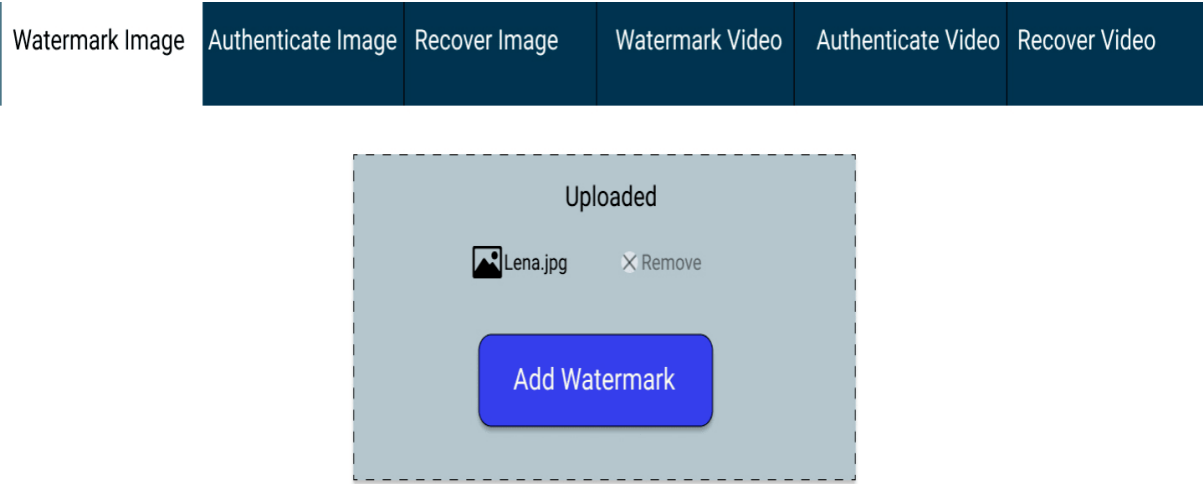 Watermark Image Authenticate Image Recover Image Watermark Video Authenticate Video Recover Video
Uploaded
Lena.jpg Remove
Add Watermark